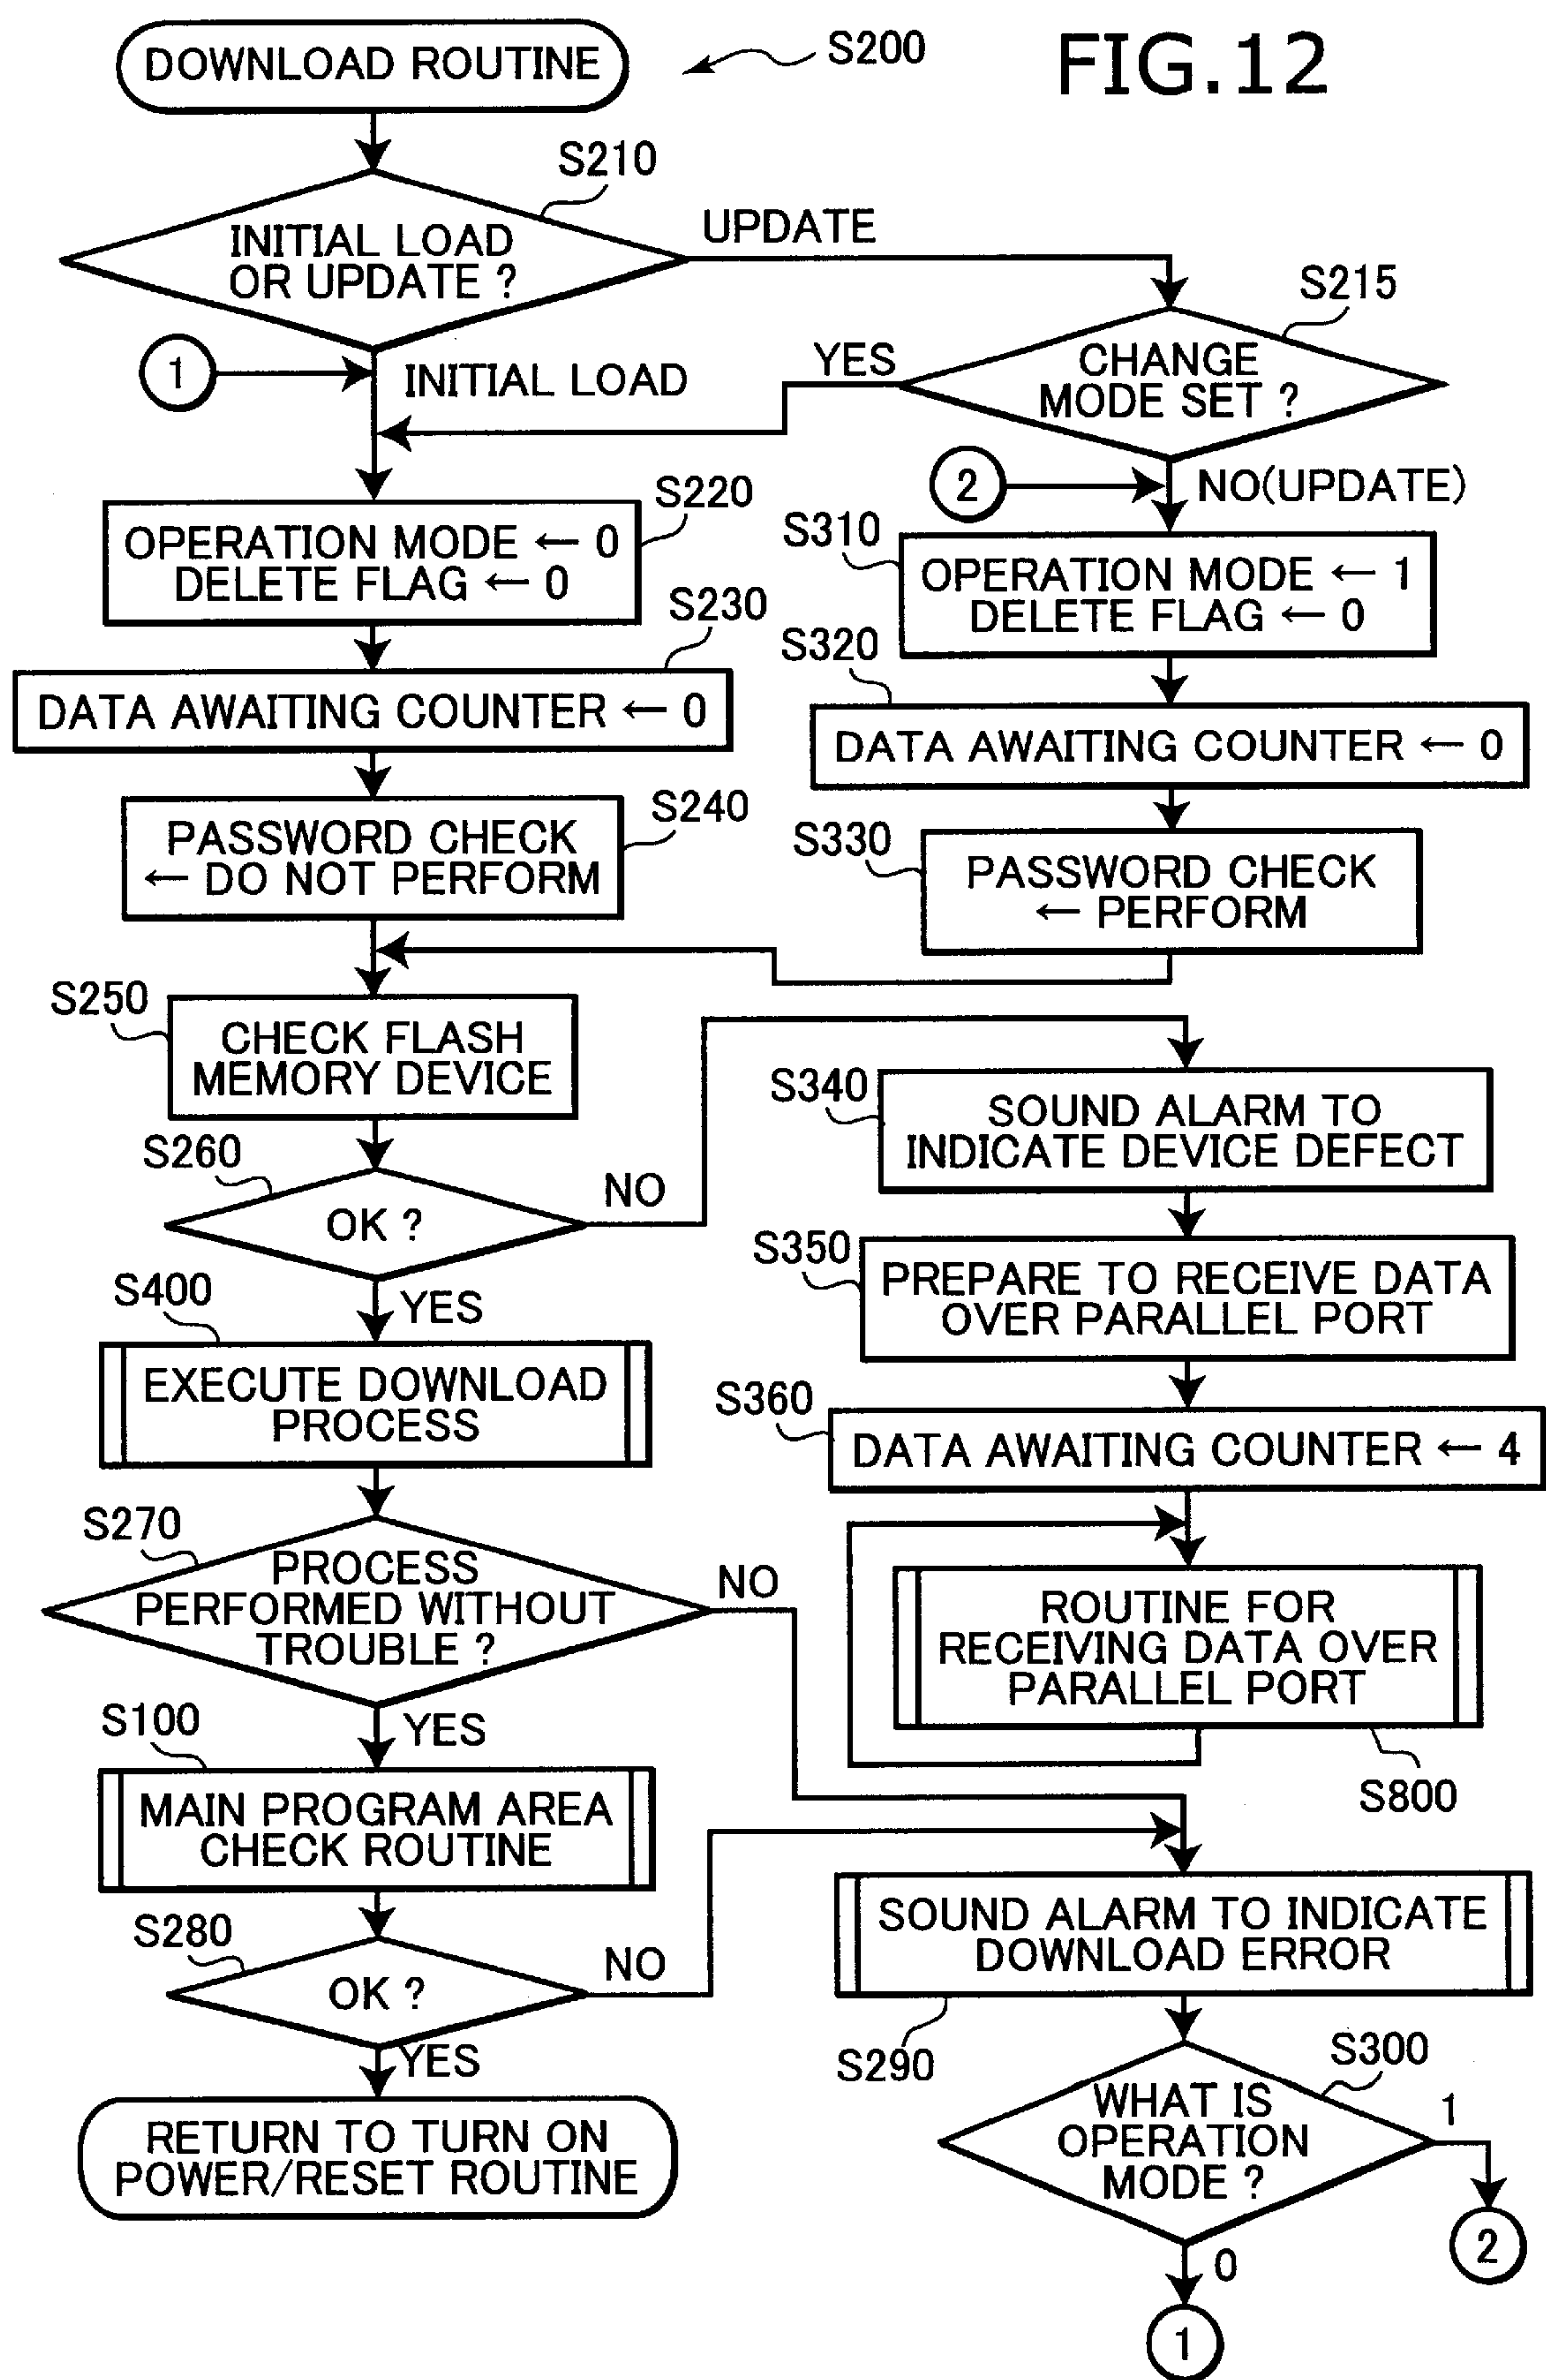 DOWNLOAD ROUTINE
S200
FIG.12
S210
INITIAL LOAD
OR UPDATE ?
UPDATE
S215
CHANGE
MODE SET ?
YES
1
INITIAL LOAD
2
NO(UPDATE)
S220
OPERATION MODE ← 0
DELETE FLAG ← 0
S310
OPERATION MODE ← 1
DELETE FLAG ← 0
S230
DATA AWAITING COUNTER ← 0
S320
DATA AWAITING COUNTER ← 0
S240
PASSWORD CHECK
← DO NOT PERFORM
S330
PASSWORD CHECK
← PERFORM
S250
CHECK FLASH
MEMORY DEVICE
S340
SOUND ALARM TO
INDICATE DEVICE DEFECT
S260
OK ?
NO
YES
S350
PREPARE TO RECEIVE DATA
OVER PARALLEL PORT
S400
EXECUTE DOWNLOAD
PROCESS
S360
DATA AWAITING COUNTER ← 4
S270
PROCESS
PERFORMED WITHOUT
TROUBLE ?
NO
YES
ROUTINE FOR
RECEIVING DATA OVER
PARALLEL PORT
S800
S100
MAIN PROGRAM AREA
CHECK ROUTINE
SOUND ALARM TO INDICATE
DOWNLOAD ERROR
S290
S280
OK ?
NO
YES
S300
WHAT IS
OPERATION
MODE ?
1
2
0
1
RETURN TO TURN ON
POWER/RESET ROUTINE